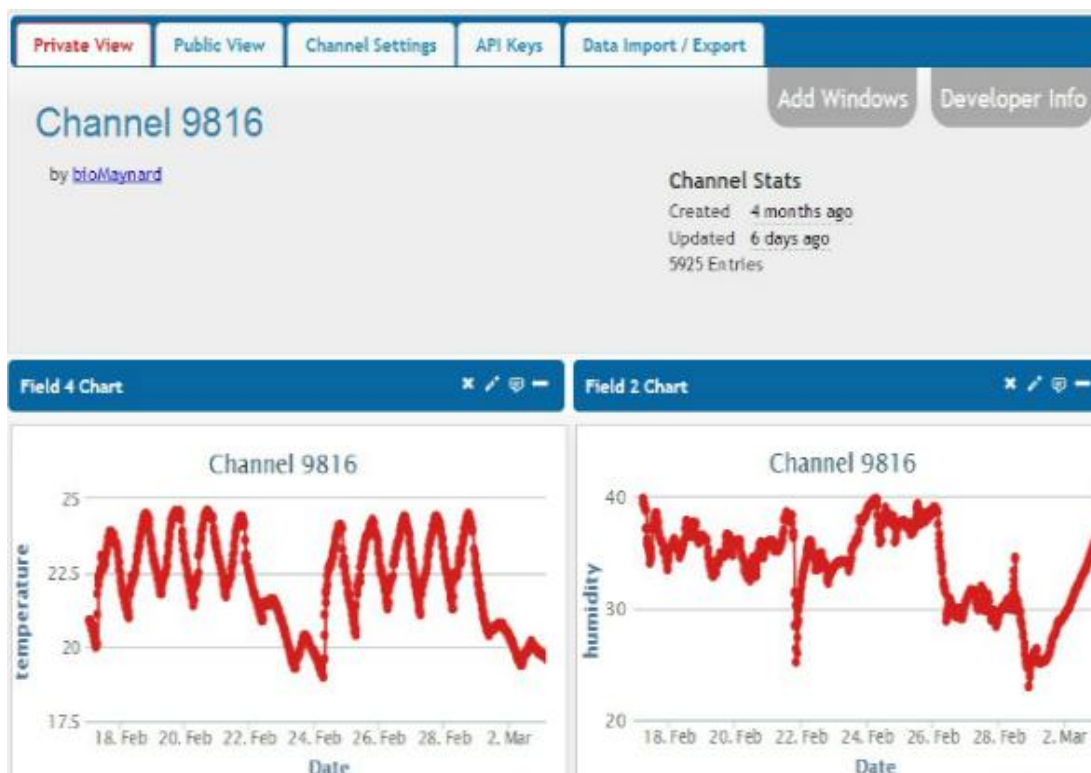 Private View
Public View
Channel Settings
API Keys
Data Import / Export
Add Windows
Developer Info
Channel 9816
by bioMaynard
Channel Stats
Created 4 months ago
Updated 6 days ago
5925 Entries
Field 4 Chart
Channel 9816
25
22.5
20
17.5
temperature
18. Feb 20. Feb 22. Feb 24. Feb 26. Feb 28. Feb 2. Mar
Date
Field 2 Chart
Channel 9816
40
30
20
humidity
18. Feb 20. Feb 22. Feb 24. Feb 26. Feb 28. Feb 2. Mar
Date